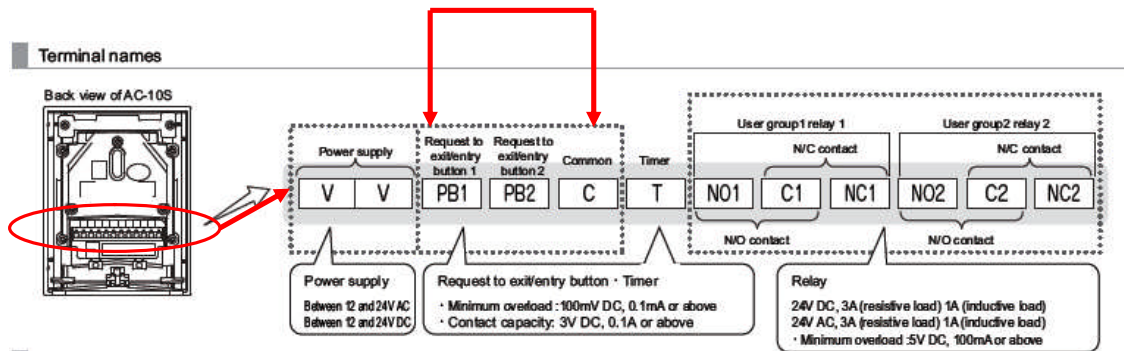 Terminal names
Back view of AC-10S
Power supply
Request to exit/entry button 1
Request to exit/entry button 2
Common
Timer
User group1 relay 1
N/C contact
User group2 relay 2
N/C contact
V V PB1 PB2 C T NO1 C1 NC1 NO2 C2 NC2
N/O contact
N/O contact
Power supply
Between 12 and 24V AC
Between 12 and 24V DC
Request to exit/entry button · Timer
· Minimum overload :100mV DC, 0.1mA or above
· Contact capacity: 3V DC, 0.1A or above
Relay
24V DC, 3A (resistive load) 1A (inductive load)
24V AC, 3A (resistive load) 1A (inductive load)
· Minimum overload :5V DC, 100mA or above